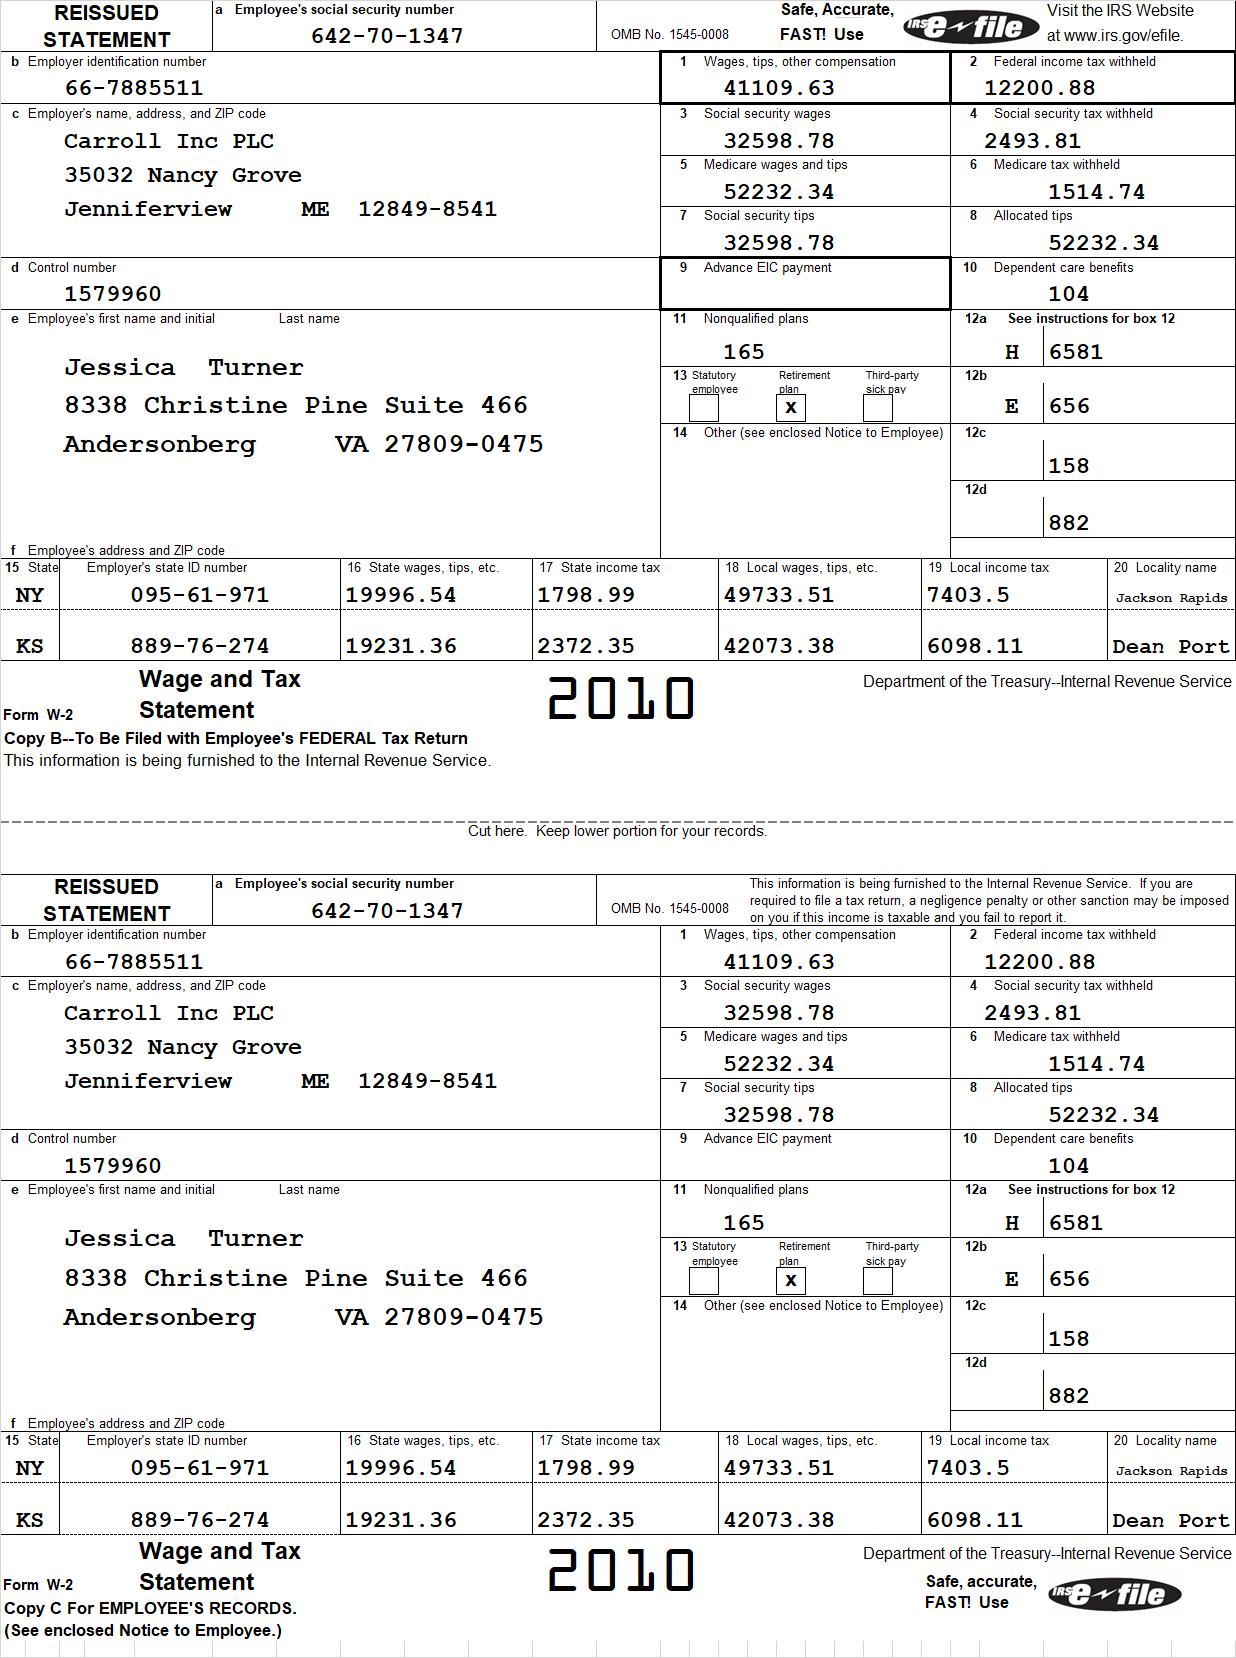 REISSUED STATEMENT
a Employee's social security number
642-70-1347
OMB No. 1545-0008
Safe, Accurate, FAST! Use
IRS e-file
Visit the IRS Website at www.irs.gov/efile.
b Employer identification number
66-7885511
1 Wages, tips, other compensation
41109.63
2 Federal income tax withheld
12200.88
c Employer's name, address, and ZIP code
Carroll Inc PLC
35032 Nancy Grove
Jenniferview ME 12849-8541
3 Social security wages
32598.78
4 Social security tax withheld
2493.81
5 Medicare wages and tips
52232.34
6 Medicare tax withheld
1514.74
7 Social security tips
32598.78
8 Allocated tips
52232.34
d Control number
1579960
9 Advance EIC payment
10 Dependent care benefits
104
e Employee's first name and initial Last name
Jessica Turner
8338 Christine Pine Suite 466
Andersonberg VA 27809-0475
f Employee's address and ZIP code
11 Nonqualified plans
165
12a See instructions for box 12
H 6581
13 Statutory employee Retirement plan Third-party sick pay
X
12b
E 656
14 Other (see enclosed Notice to Employee)
12c
158
12d
882
15 State Employer's state ID number 16 State wages, tips, etc. 17 State income tax 18 Local wages, tips, etc. 19 Local income tax 20 Locality name
NY 095-61-971 19996.54 1798.99 49733.51 7403.5 Jackson Rapids
KS 889-76-274 19231.36 2372.35 42073.38 6098.11 Dean Port
Form W-2 Wage and Tax Statement
2010
Department of the Treasury--Internal Revenue Service
Copy B--To Be Filed with Employee's FEDERAL Tax Return
This information is being furnished to the Internal Revenue Service.
Cut here. Keep lower portion for your records.
REISSUED STATEMENT
a Employee's social security number
642-70-1347
OMB No. 1545-0008
This information is being furnished to the Internal Revenue Service. If you are
required to file a tax return, a negligence penalty or other sanction may be imposed
on you if this income is taxable and you fail to report it.
b Employer identification number
66-7885511
1 Wages, tips, other compensation
41109.63
2 Federal income tax withheld
12200.88
c Employer's name, address, and ZIP code
Carroll Inc PLC
35032 Nancy Grove
Jenniferview ME 12849-8541
3 Social security wages
32598.78
4 Social security tax withheld
2493.81
5 Medicare wages and tips
52232.34
6 Medicare tax withheld
1514.74
7 Social security tips
32598.78
8 Allocated tips
52232.34
d Control number
1579960
9 Advance EIC payment
10 Dependent care benefits
104
e Employee's first name and initial Last name
Jessica Turner
8338 Christine Pine Suite 466
Andersonberg VA 27809-0475
f Employee's address and ZIP code
11 Nonqualified plans
165
12a See instructions for box 12
H 6581
13 Statutory employee Retirement plan Third-party sick pay
X
12b
E 656
14 Other (see enclosed Notice to Employee)
12c
158
12d
882
15 State Employer's state ID number 16 State wages, tips, etc. 17 State income tax 18 Local wages, tips, etc. 19 Local income tax 20 Locality name
NY 095-61-971 19996.54 1798.99 49733.51 7403.5 Jackson Rapids
KS 889-76-274 19231.36 2372.35 42073.38 6098.11 Dean Port
Form W-2 Wage and Tax Statement
2010
Department of the Treasury--Internal Revenue Service
Safe, accurate, FAST! Use
IRS e-file
Copy C For EMPLOYEE'S RECORDS.
(See enclosed Notice to Employee.)